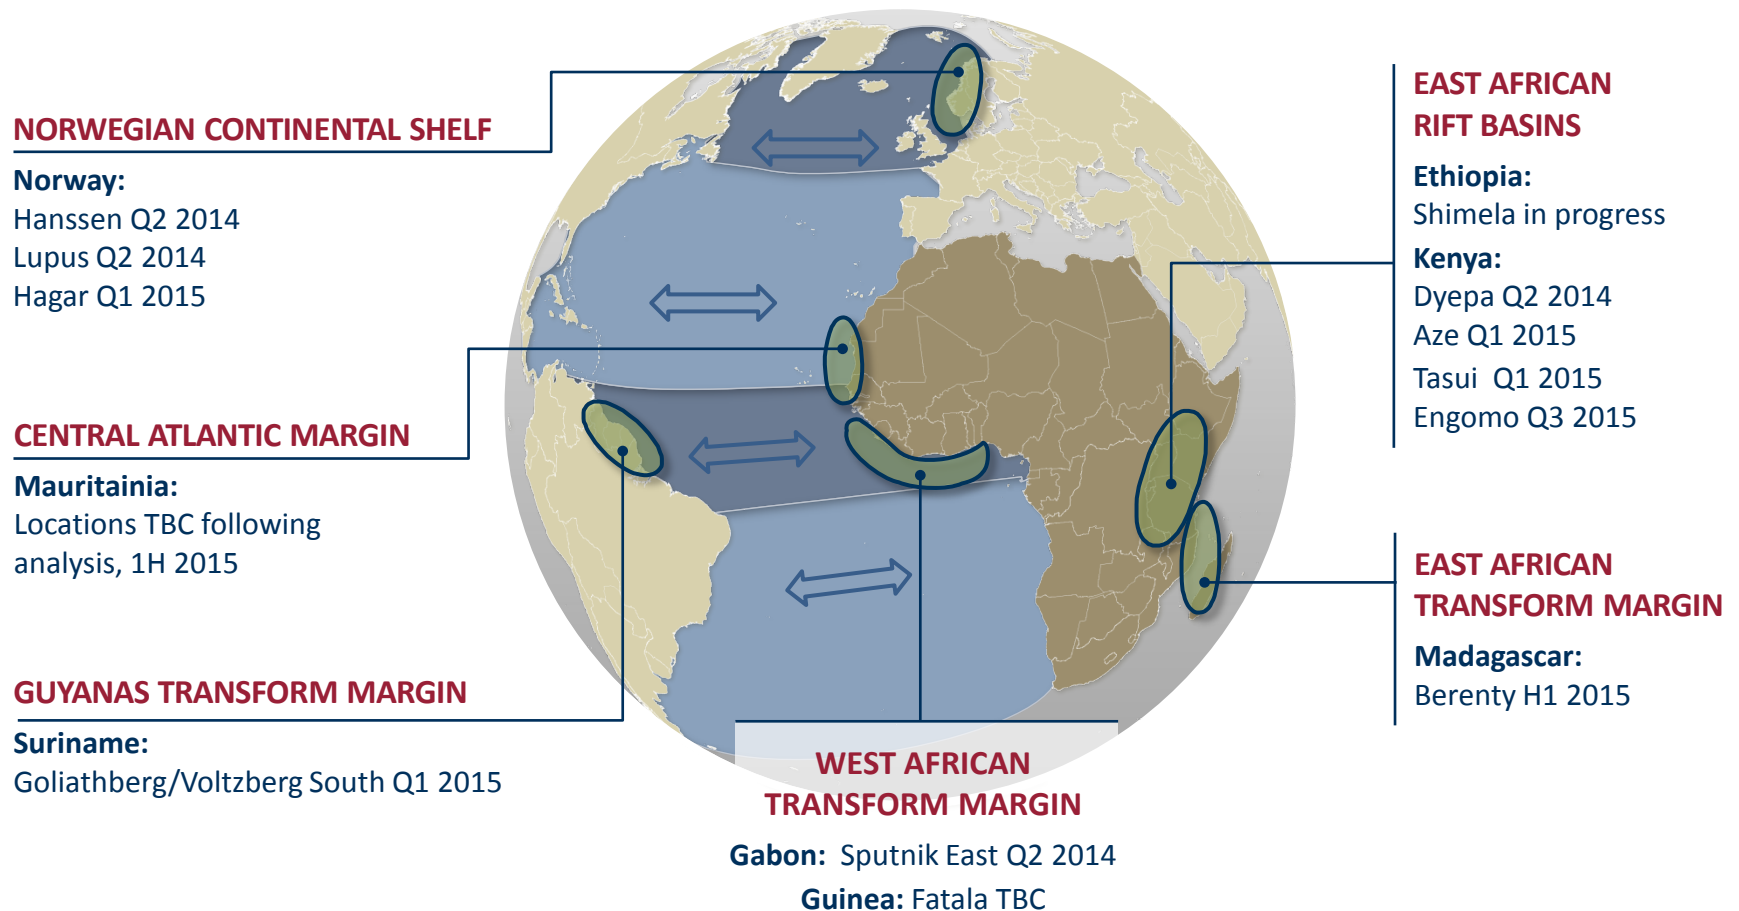 NORWEGIAN CONTINENTAL SHELF
Norway:
Hanssen Q2 2014
Lupus Q2 2014
Hagar Q1 2015
CENTRAL ATLANTIC MARGIN
Mauritainia:
Locations TBC following
analysis, 1H 2015
GUYANAS TRANSFORM MARGIN
Suriname:
Goliathberg/Voltzberg South Q1 2015
WEST AFRICAN
TRANSFORM MARGIN
Gabon: Sputnik East Q2 2014
Guinea: Fatala TBC
EAST AFRICAN
RIFT BASINS
Ethiopia:
Shimela in progress
Kenya:
Dyepa Q2 2014
Aze Q1 2015
Tasui Q1 2015
Engomo Q3 2015
EAST AFRICAN
TRANSFORM MARGIN
Madagascar:
Berenty H1 2015